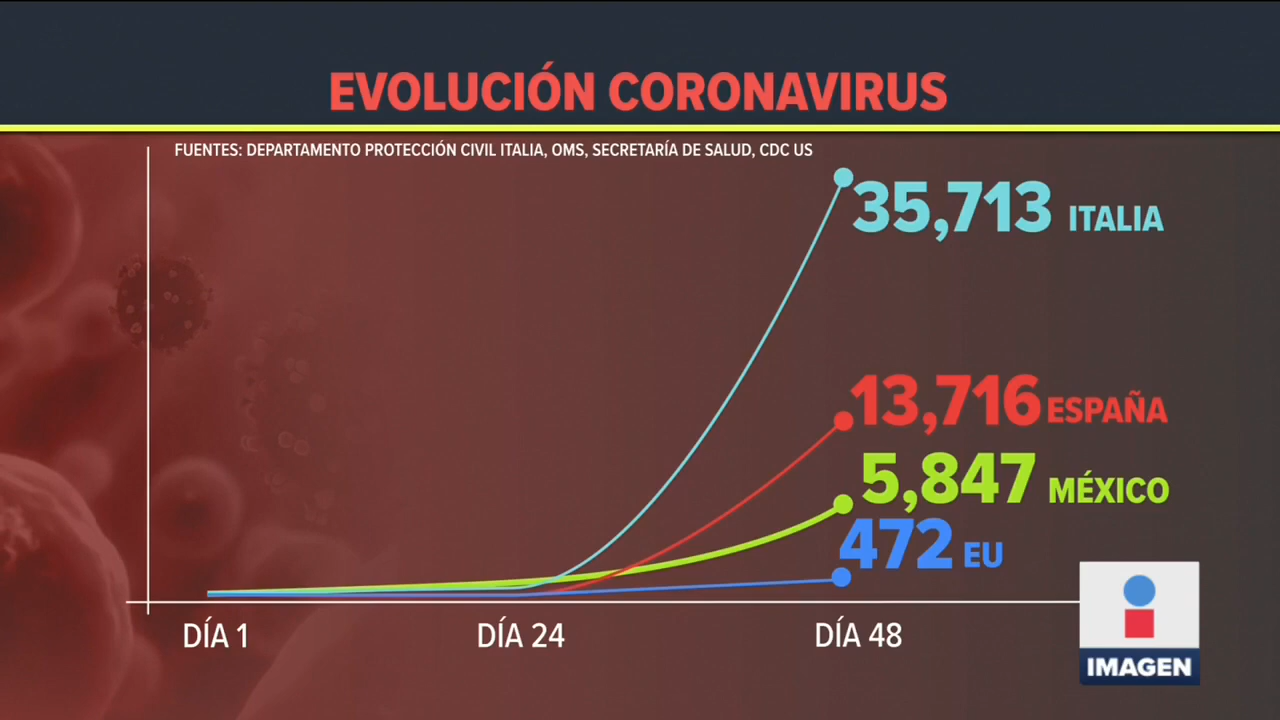 EVOLUCIÓN CORONAVIRUS
FUENTES: DEPARTAMENTO PROTECCIÓN CIVIL ITALIA, OMS, SECRETARÍA DE SALUD, CDC US
35,713 ITALIA
13,716 ESPAÑA
5,847 MÉXICO
472 EU
DÍA 1 DÍA 24 DÍA 48
IMAGEN